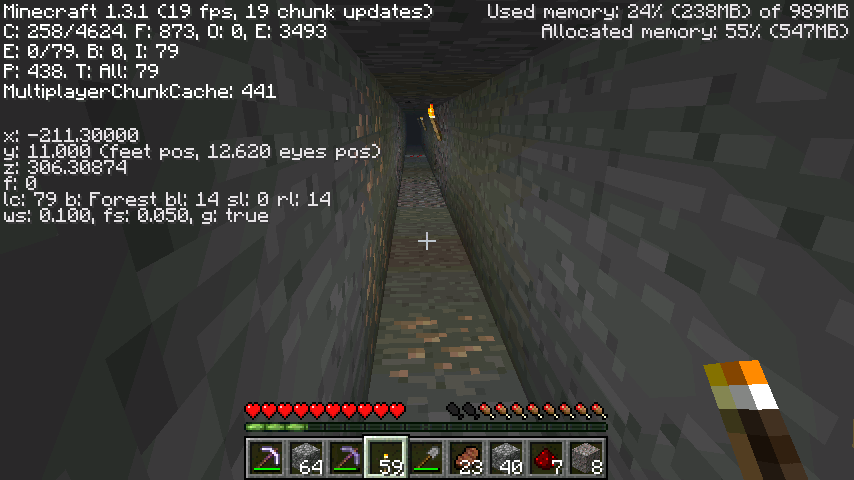 Minecraft 1.3.1 (19 fps, 19 chunk updates)
C: 258/4624. F: 873, O: 0, E: 3493
E: 0/79. B: 0, I: 79
P: 438. T: All: 79
MultiplayerChunkCache: 441
x: -211.30000
y: 11.000 (feet pos, 12.620 eyes pos)
z: 306.30874
f: 0
lc: 79 b: Forest bl: 14 sl: 0 rl: 14
ws: 0.100, fs: 0.050, g: true
Used memory: 24% (238MB) of 989MB
Allocated memory: 55% (547MB)
64 59 23 40 7 8